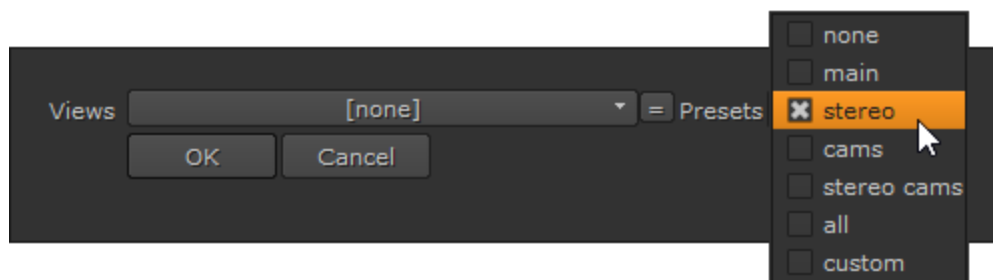 none
main
Views [none] = Presets stereo
OK Cancel cams
stereo cams
all
custom